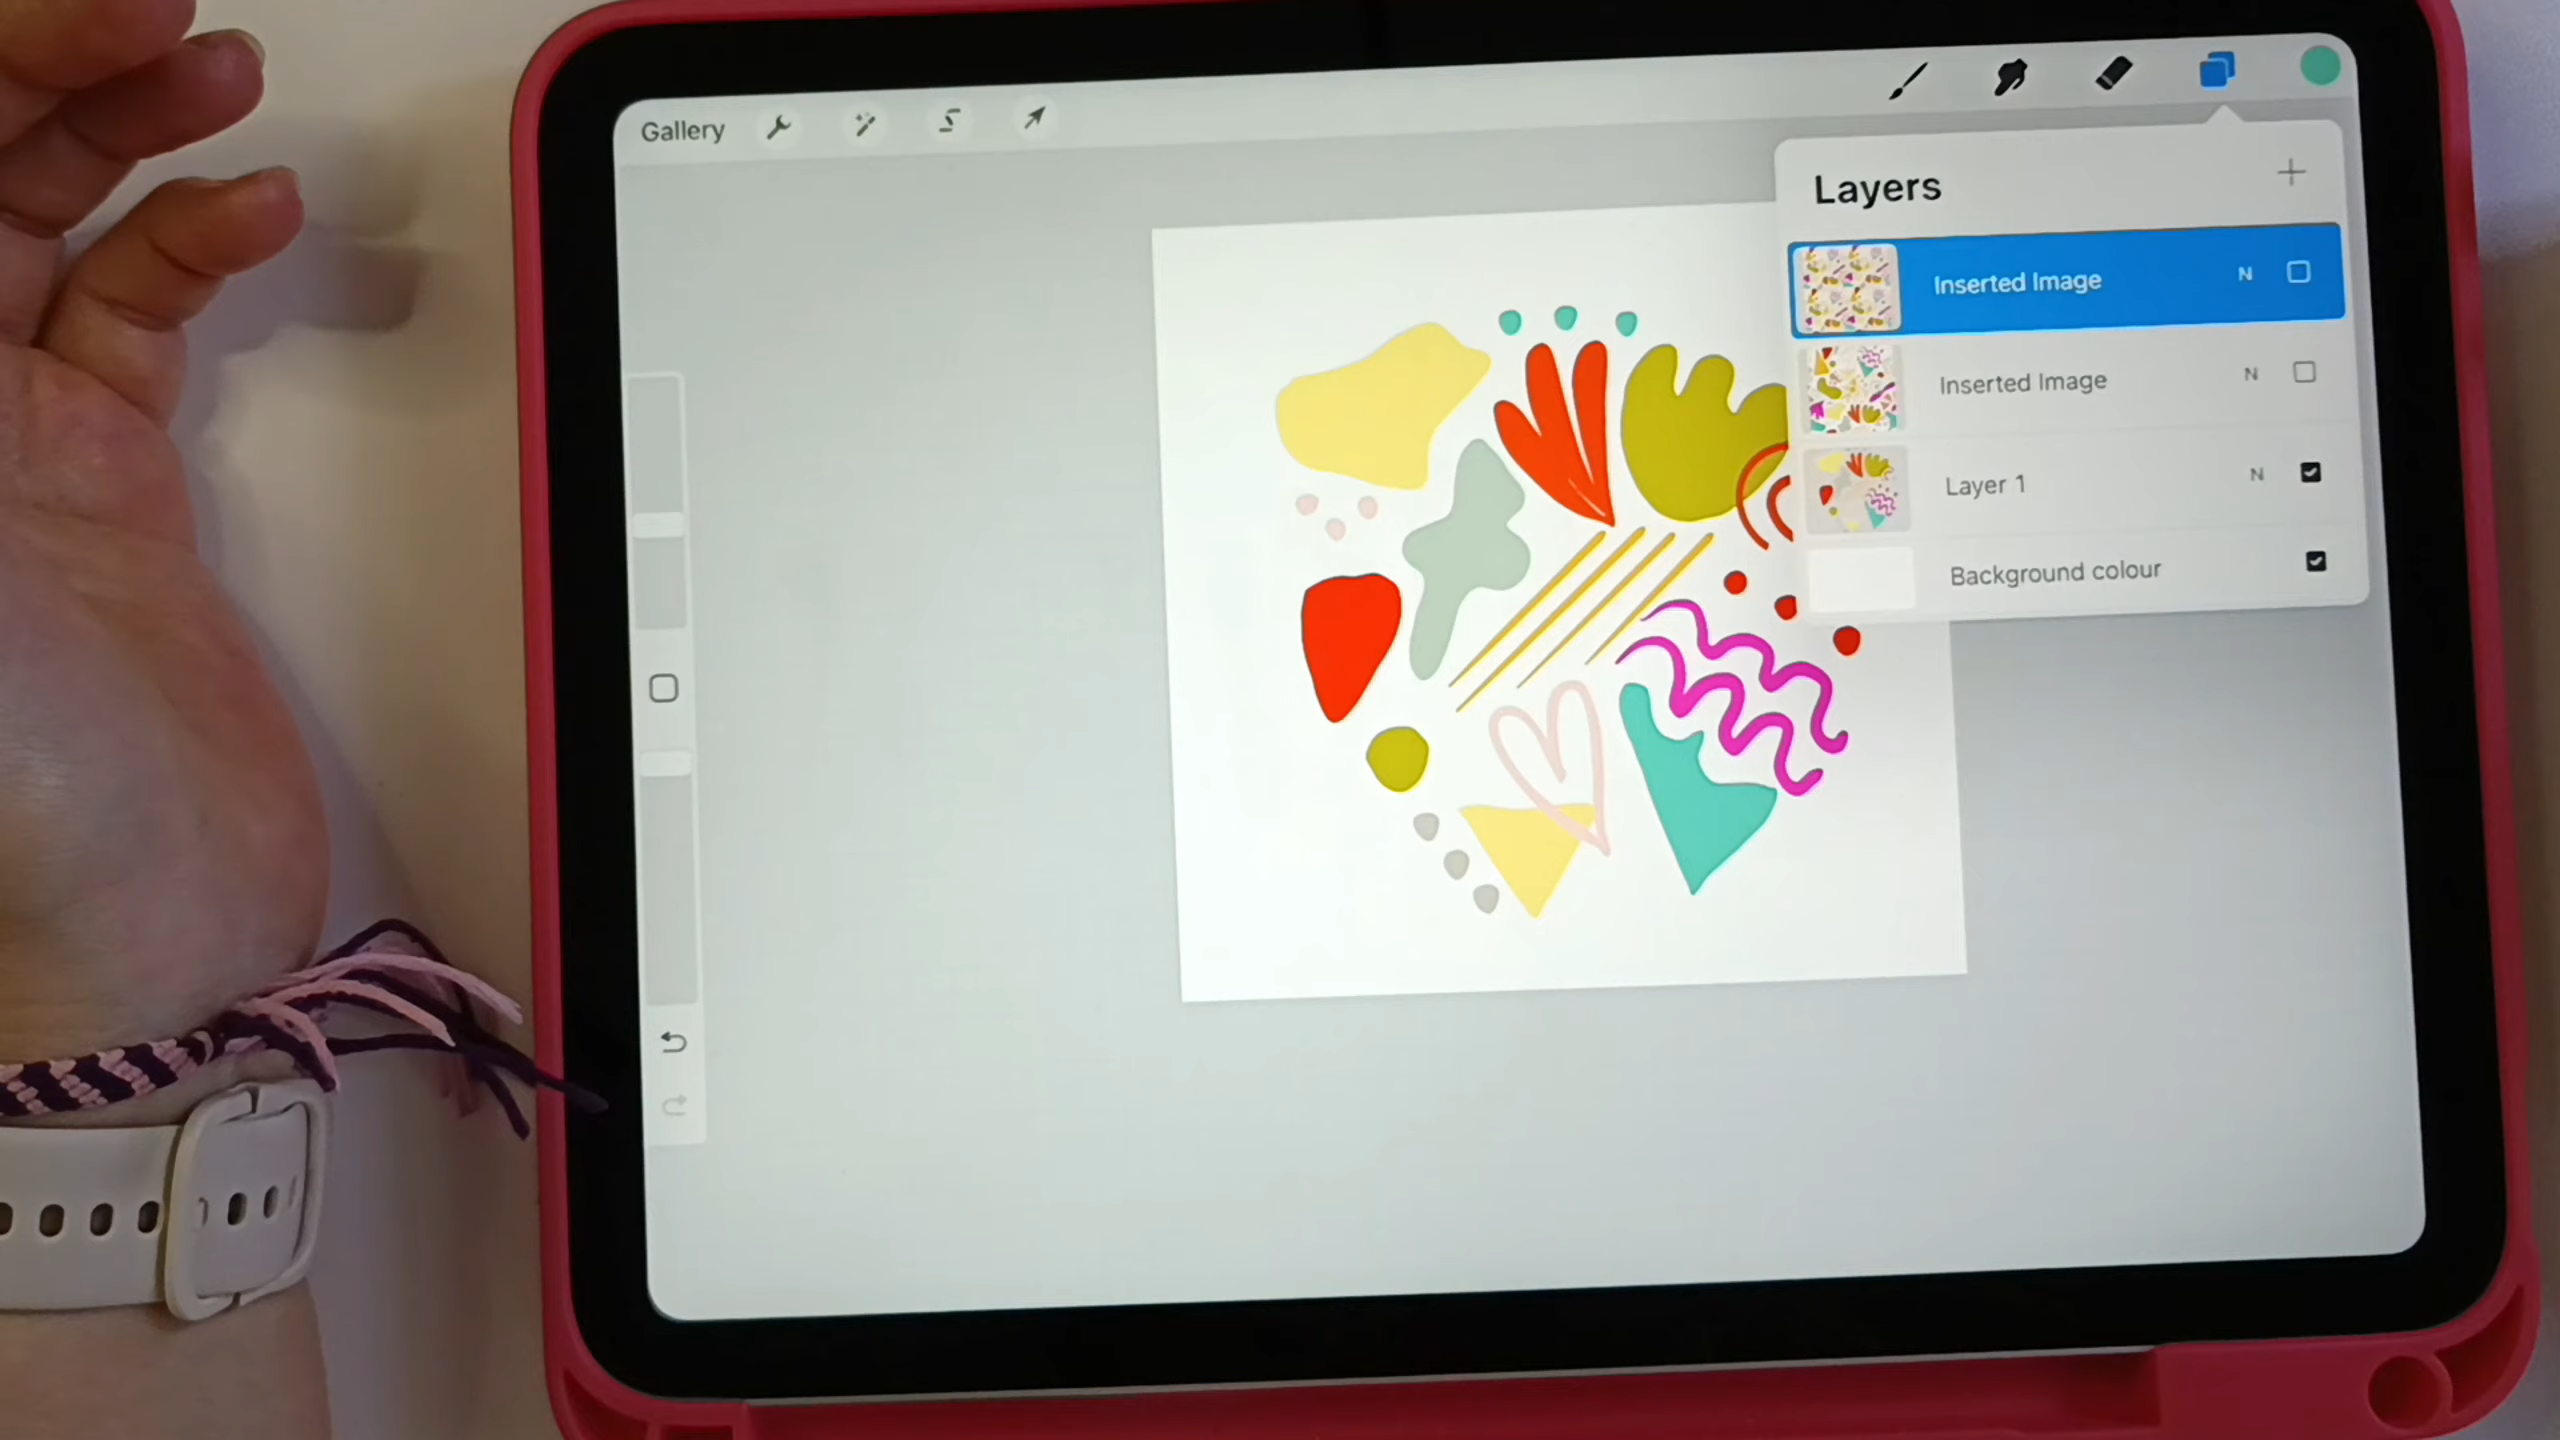 Gallery
Layers
Inserted Image N
Inserted Image N
Layer 1 N
Background colour